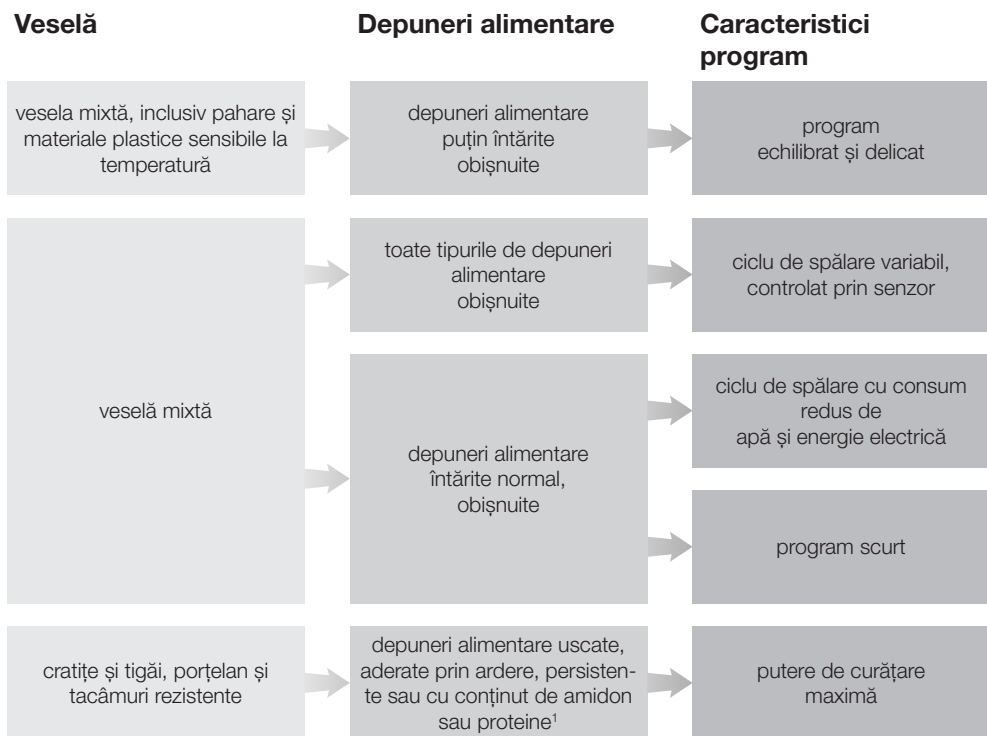 Veselă
Depuneri alimentare
Caracteristici
program
vesela mixtă, inclusiv pahare și
materiale plastice sensibile la
temperatură
depuneri alimentare
puțin întărite
obișnuite
program
echilibrat și delicat
veselă mixtă
toate tipurile de depuneri
alimentare
obișnuite
ciclu de spălare variabil,
controlat prin senzor
depuneri alimentare
întărite normal,
obișnuite
ciclu de spălare cu consum
redus de
apă și energie electrică
program scurt
cratițe și tigăi, porțelan și
tacâmuri rezistente
depuneri alimentare uscate,
aderate prin ardere, persisten-
te sau cu conținut de amidon
sau proteine¹
putere de curățare
maximă